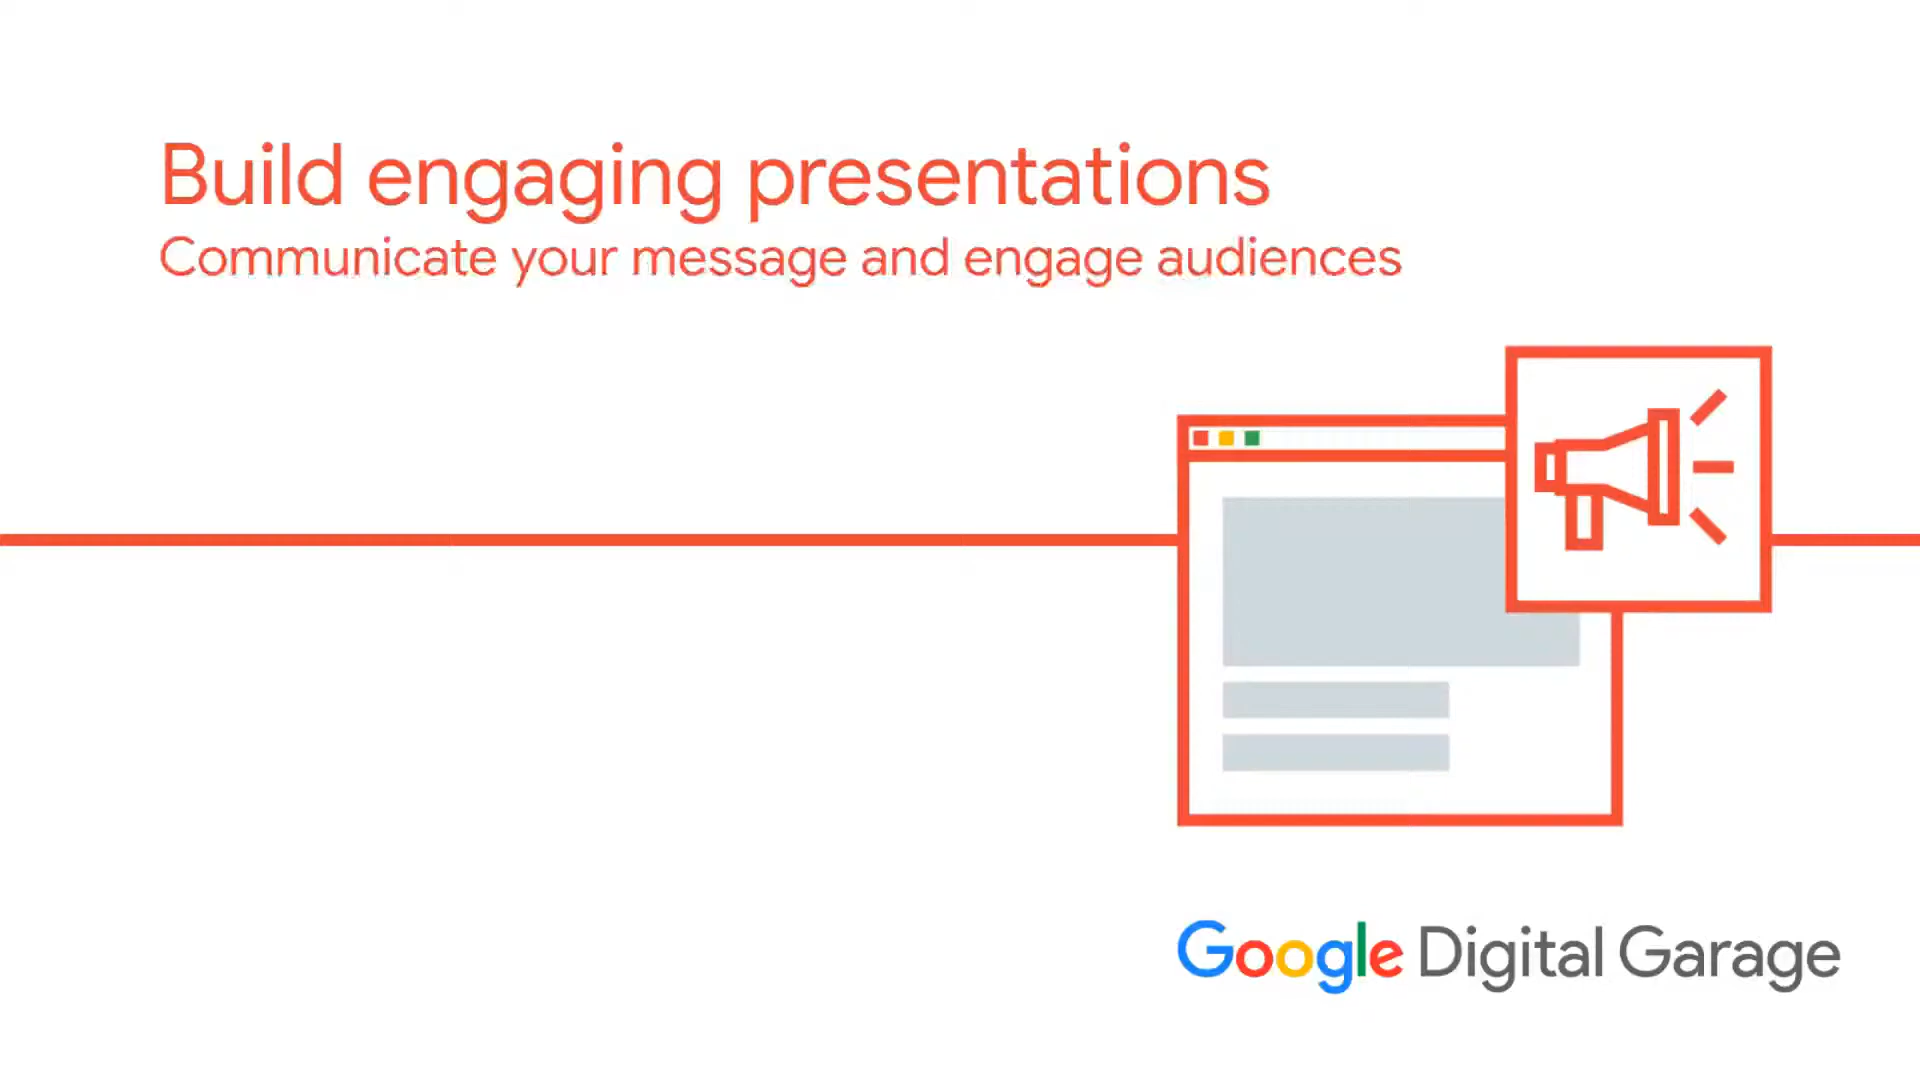 Build engaging presentations
Communicate your message and engage audiences
Google Digital Garage